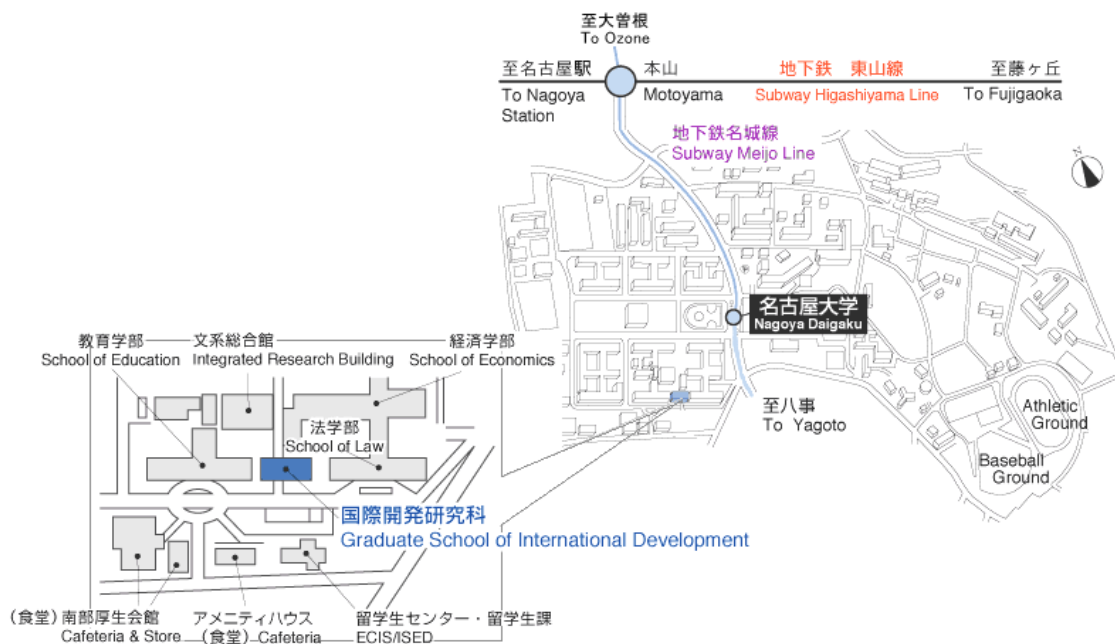 至大曽根
To Ozone
至名古屋駅
To Nagoya
Station
本山
Motoyama
地下鉄 東山線
Subway Higashiyama Line
至藤ヶ丘
To Fujigaoka
地下鉄名城線
Subway Meijo Line
N
名古屋大学
Nagoya Daigaku
至八事
To Yagoto
Athletic
Ground
Baseball
Ground
教育学部
School of Education
文系総合館
Integrated Research Building
経済学部
School of Economics
法学部
School of Law
国際開発研究科
Graduate School of International Development
(食堂) 南部厚生会館
Cafeteria & Store
アメニティハウス
(食堂) Cafeteria
留学生センター・留学生課
ECIS/ISED